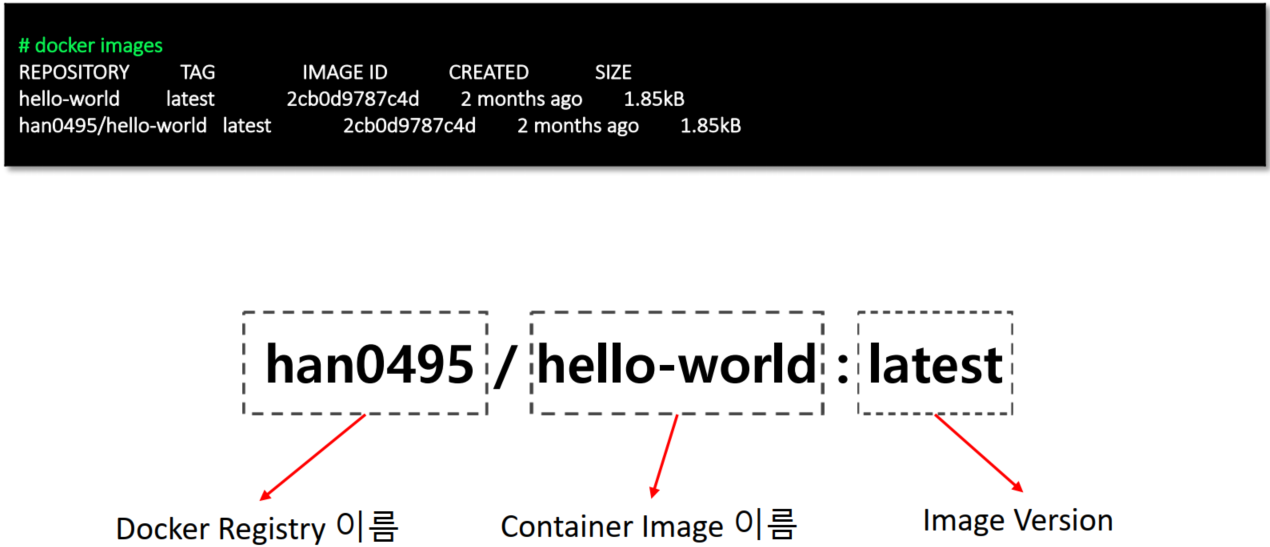 # docker images
REPOSITORY TAG IMAGE ID CREATED SIZE
hello-world latest 2cb0d9787c4d 2 months ago 1.85kB
han0495/hello-world latest 2cb0d9787c4d 2 months ago 1.85kB
han0495 / hello-world : latest
Docker Registry 이름 Container Image 이름 Image Version